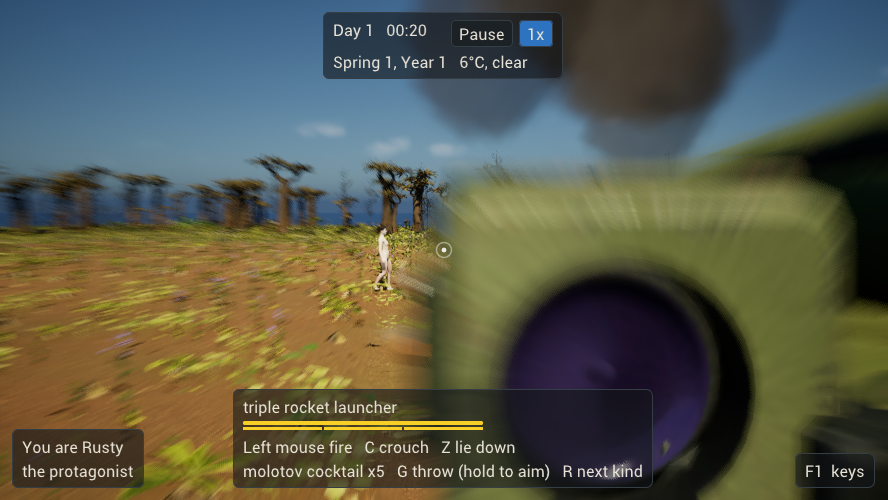 Day 1 00:20 Pause 1x
Spring 1, Year 1 6°C, clear
triple rocket launcher
Left mouse fire C crouch Z lie down
molotov cocktail x5 G throw (hold to aim) R next kind
You are Rusty
the protagonist
F1 keys